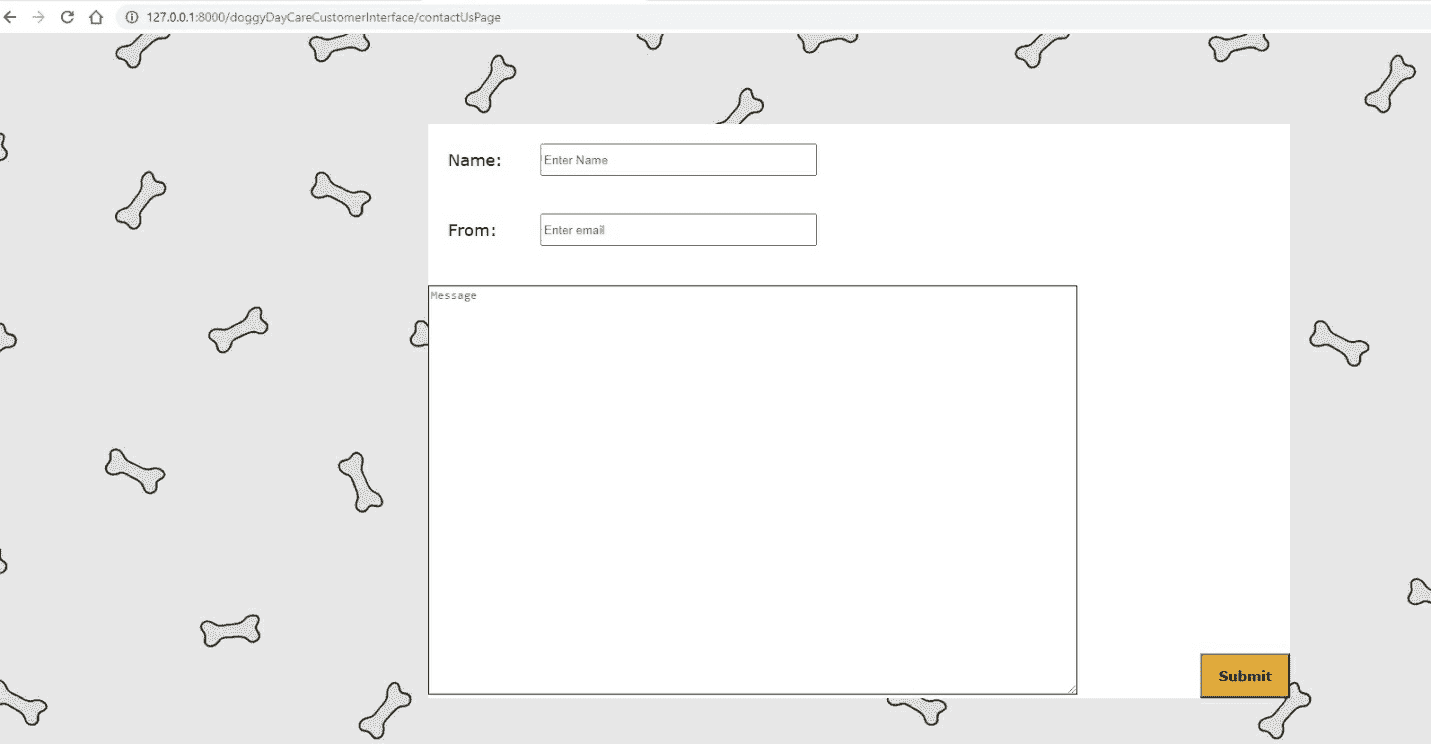 127.0.0.1:8000/doggyDayCareCustomerInterface/contactUsPage
Name: Enter Name
From: Enter email
Message
Submit